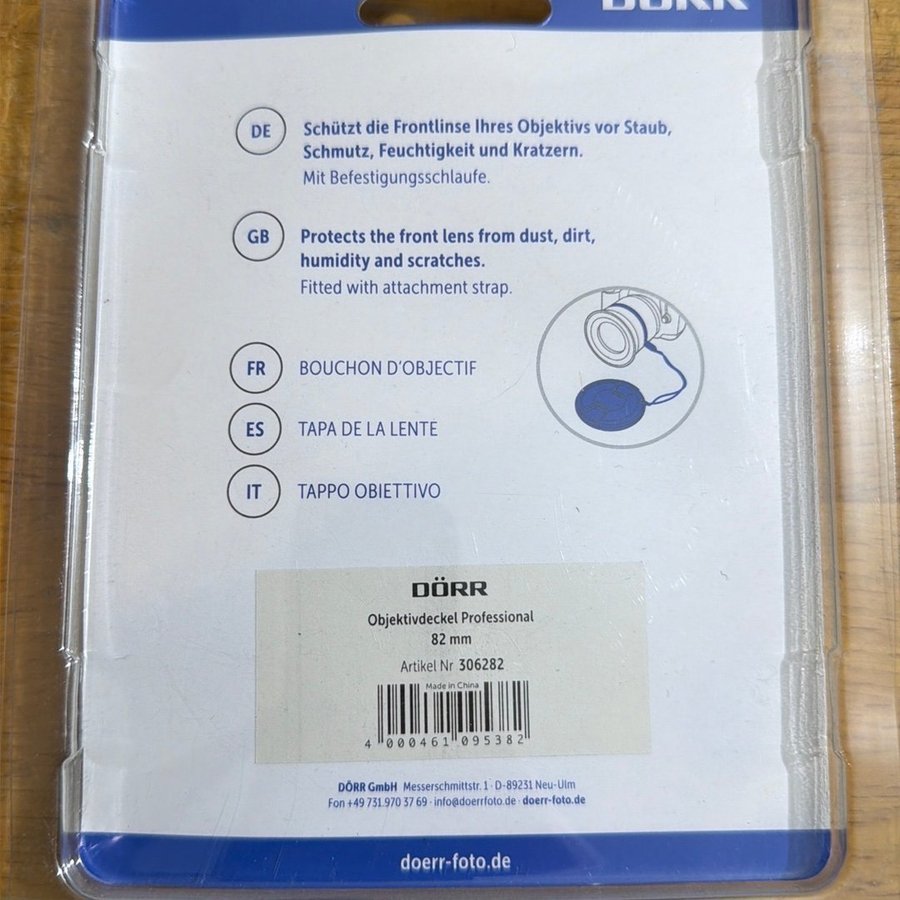 DÖRR
DE
Schützt die Frontlinse Ihres Objektivs vor Staub,
Schmutz, Feuchtigkeit und Kratzern.
Mit Befestigungsschlaufe.
GB
Protects the front lens from dust, dirt,
humidity and scratches.
Fitted with attachment strap.
FR BOUCHON D'OBJECTIF
ES TAPA DE LA LENTE
IT TAPPO OBIETTIVO
DÖRR
Objektivdeckel Professional
82 mm
Artikel Nr 306282
Made in China
4 000461 095382
DÖRR GmbH Messerschmittstr. 1 · D-89231 Neu-Ulm
Fon +49 731.970 37 69 · info@doerrfoto.de · doerr-foto.de
doerr-foto.de